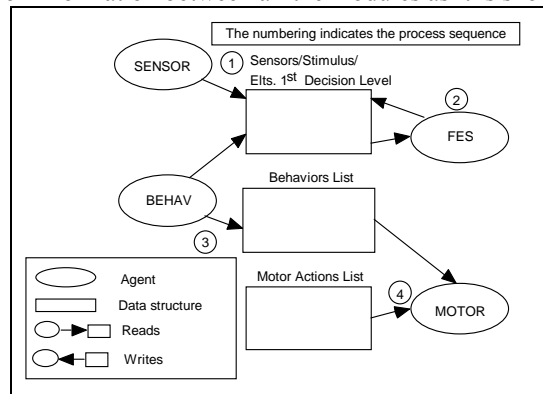 The numbering indicates the process sequence
SENSOR
1
Sensors/Stimulus/
Elts. 1st Decision Level
2
FES
BEHAV
Behaviors List
3
Motor Actions List
4
MOTOR
Agent
Data structure
Reads
Writes